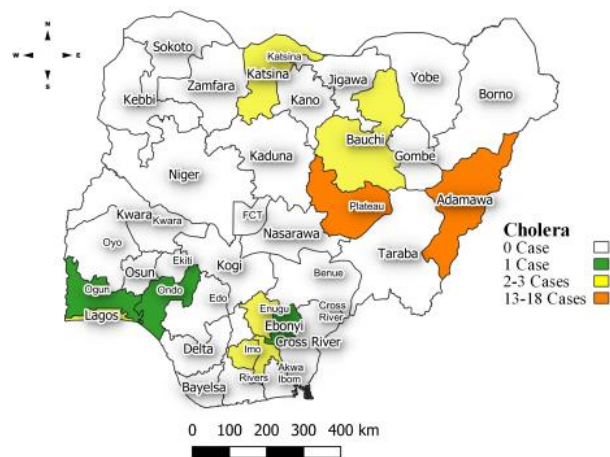 N
W E
S
Sokoto
Katsina
Katsina
Zamfara
Jigawa
Yobe
Kebbi
Kano
Borno
Bauchi
Kaduna
Gombe
Niger
Plateau
Adamawa
Kwara
Kwara
FCT
Nasarawa
Oyo
Taraba
Ekiti
Osun
Kogi
Benue
Ogun
Ondo
Edo
Enugu
Cross
River
Lagos
Ebonyi
Delta
Cross River
Imo
Bayelsa
Rivers
Akwa
Ibom
Cholera
0 Case
1 Case
2-3 Cases
13-18 Cases
0 100 200 300 400 km